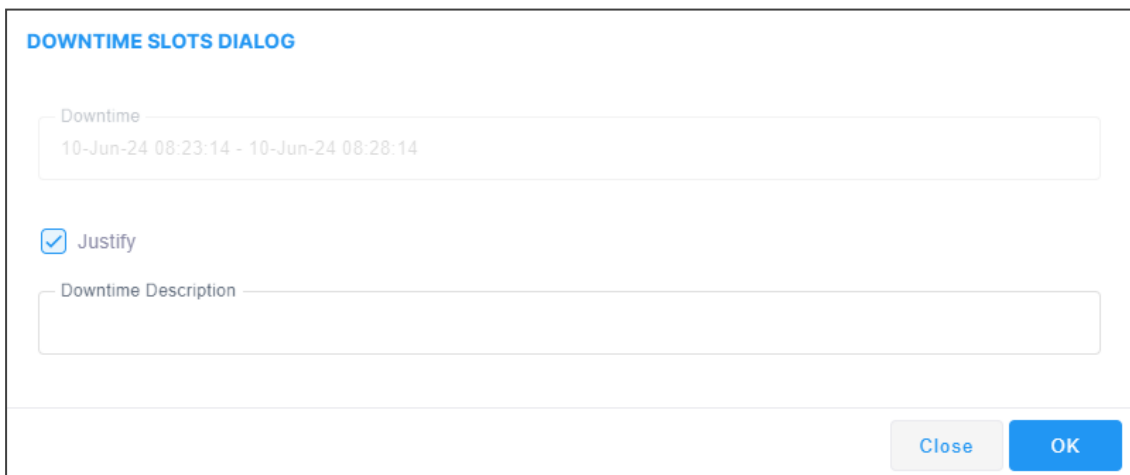 DOWNTIME SLOTS DIALOG
Downtime
10-Jun-24 08:23:14 - 10-Jun-24 08:28:14
Justify
Downtime Description
Close OK